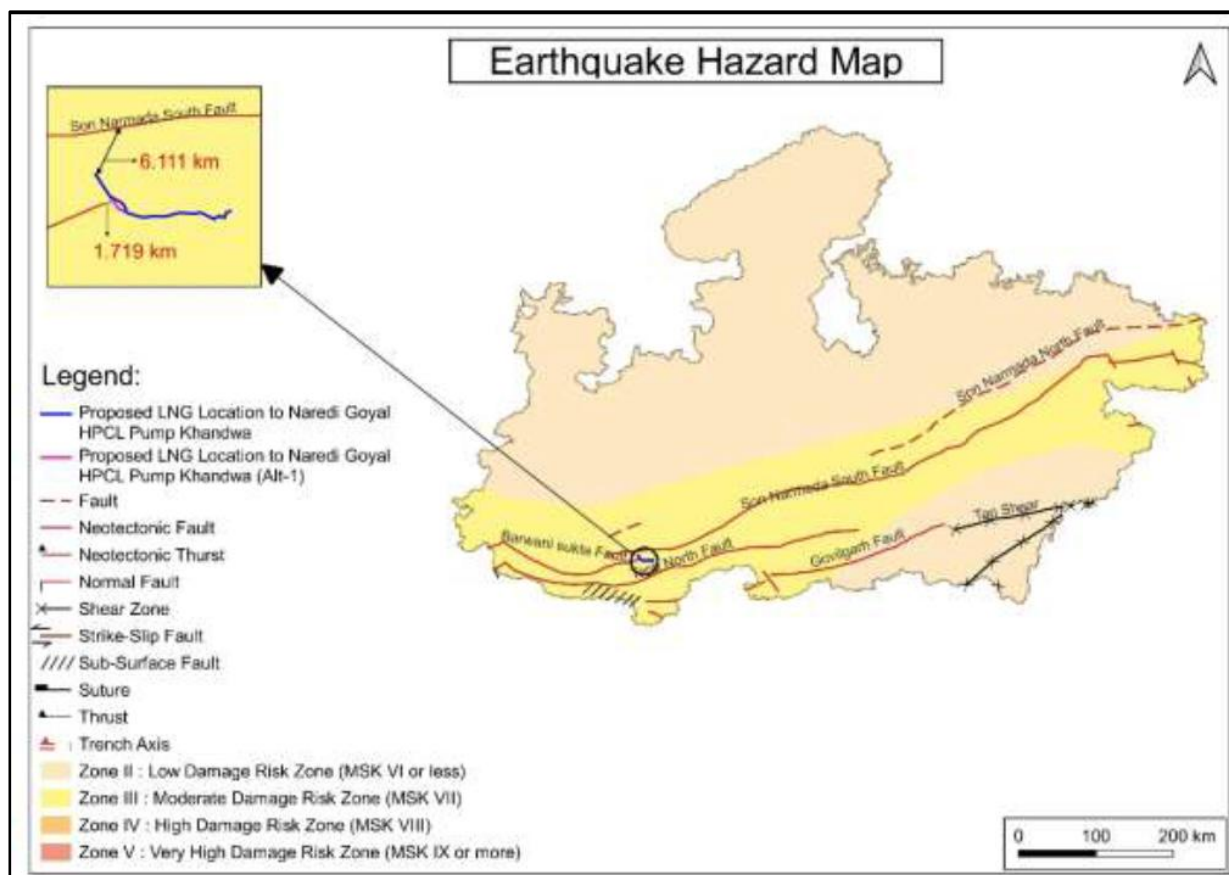 Earthquake Hazard Map
Son Narmada South Fault
6.111 km
1.719 km
Legend:
Proposed LNG Location to Naredi Goyal
HPCL Pump Khandwa
Proposed LNG Location to Naredi Goyal
HPCL Pump Khandwa (Alt-1)
Fault
Neotectonic Fault
Neotectonic Thurst
Normal Fault
Shear Zone
Strike-Slip Fault
Sub-Surface Fault
Suture
Thrust
Trench Axis
Zone II : Low Damage Risk Zone (MSK VI or less)
Zone III : Moderate Damage Risk Zone (MSK VII)
Zone IV : High Damage Risk Zone (MSK VIII)
Zone V : Very High Damage Risk Zone (MSK IX or more)
Son Narmada North Fault
Son Narmada South Fault
Tan Shear
Barwani sukta Fault
North Fault
Govilgarh Fault
0 100 200 km